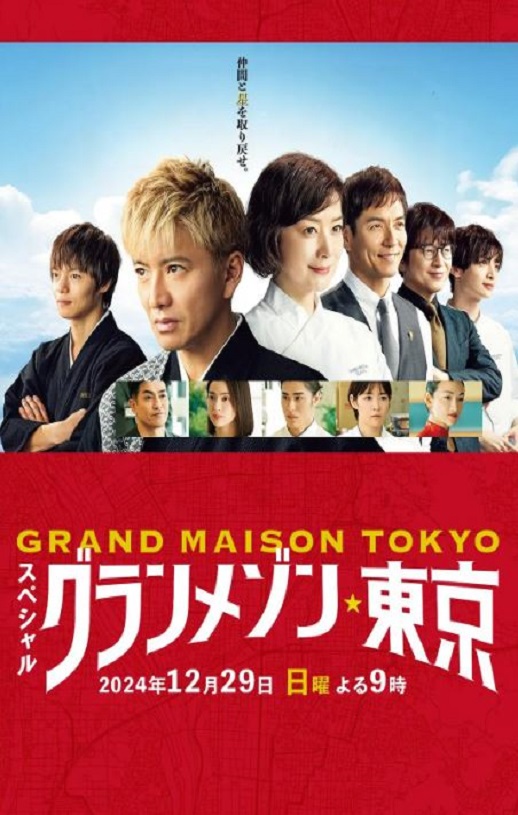 仲間と星を取り戻せ。
GRAND MAISON TOKYO
スペシャル
グランメゾン★東京
2024年12月29日 日曜 よる9時